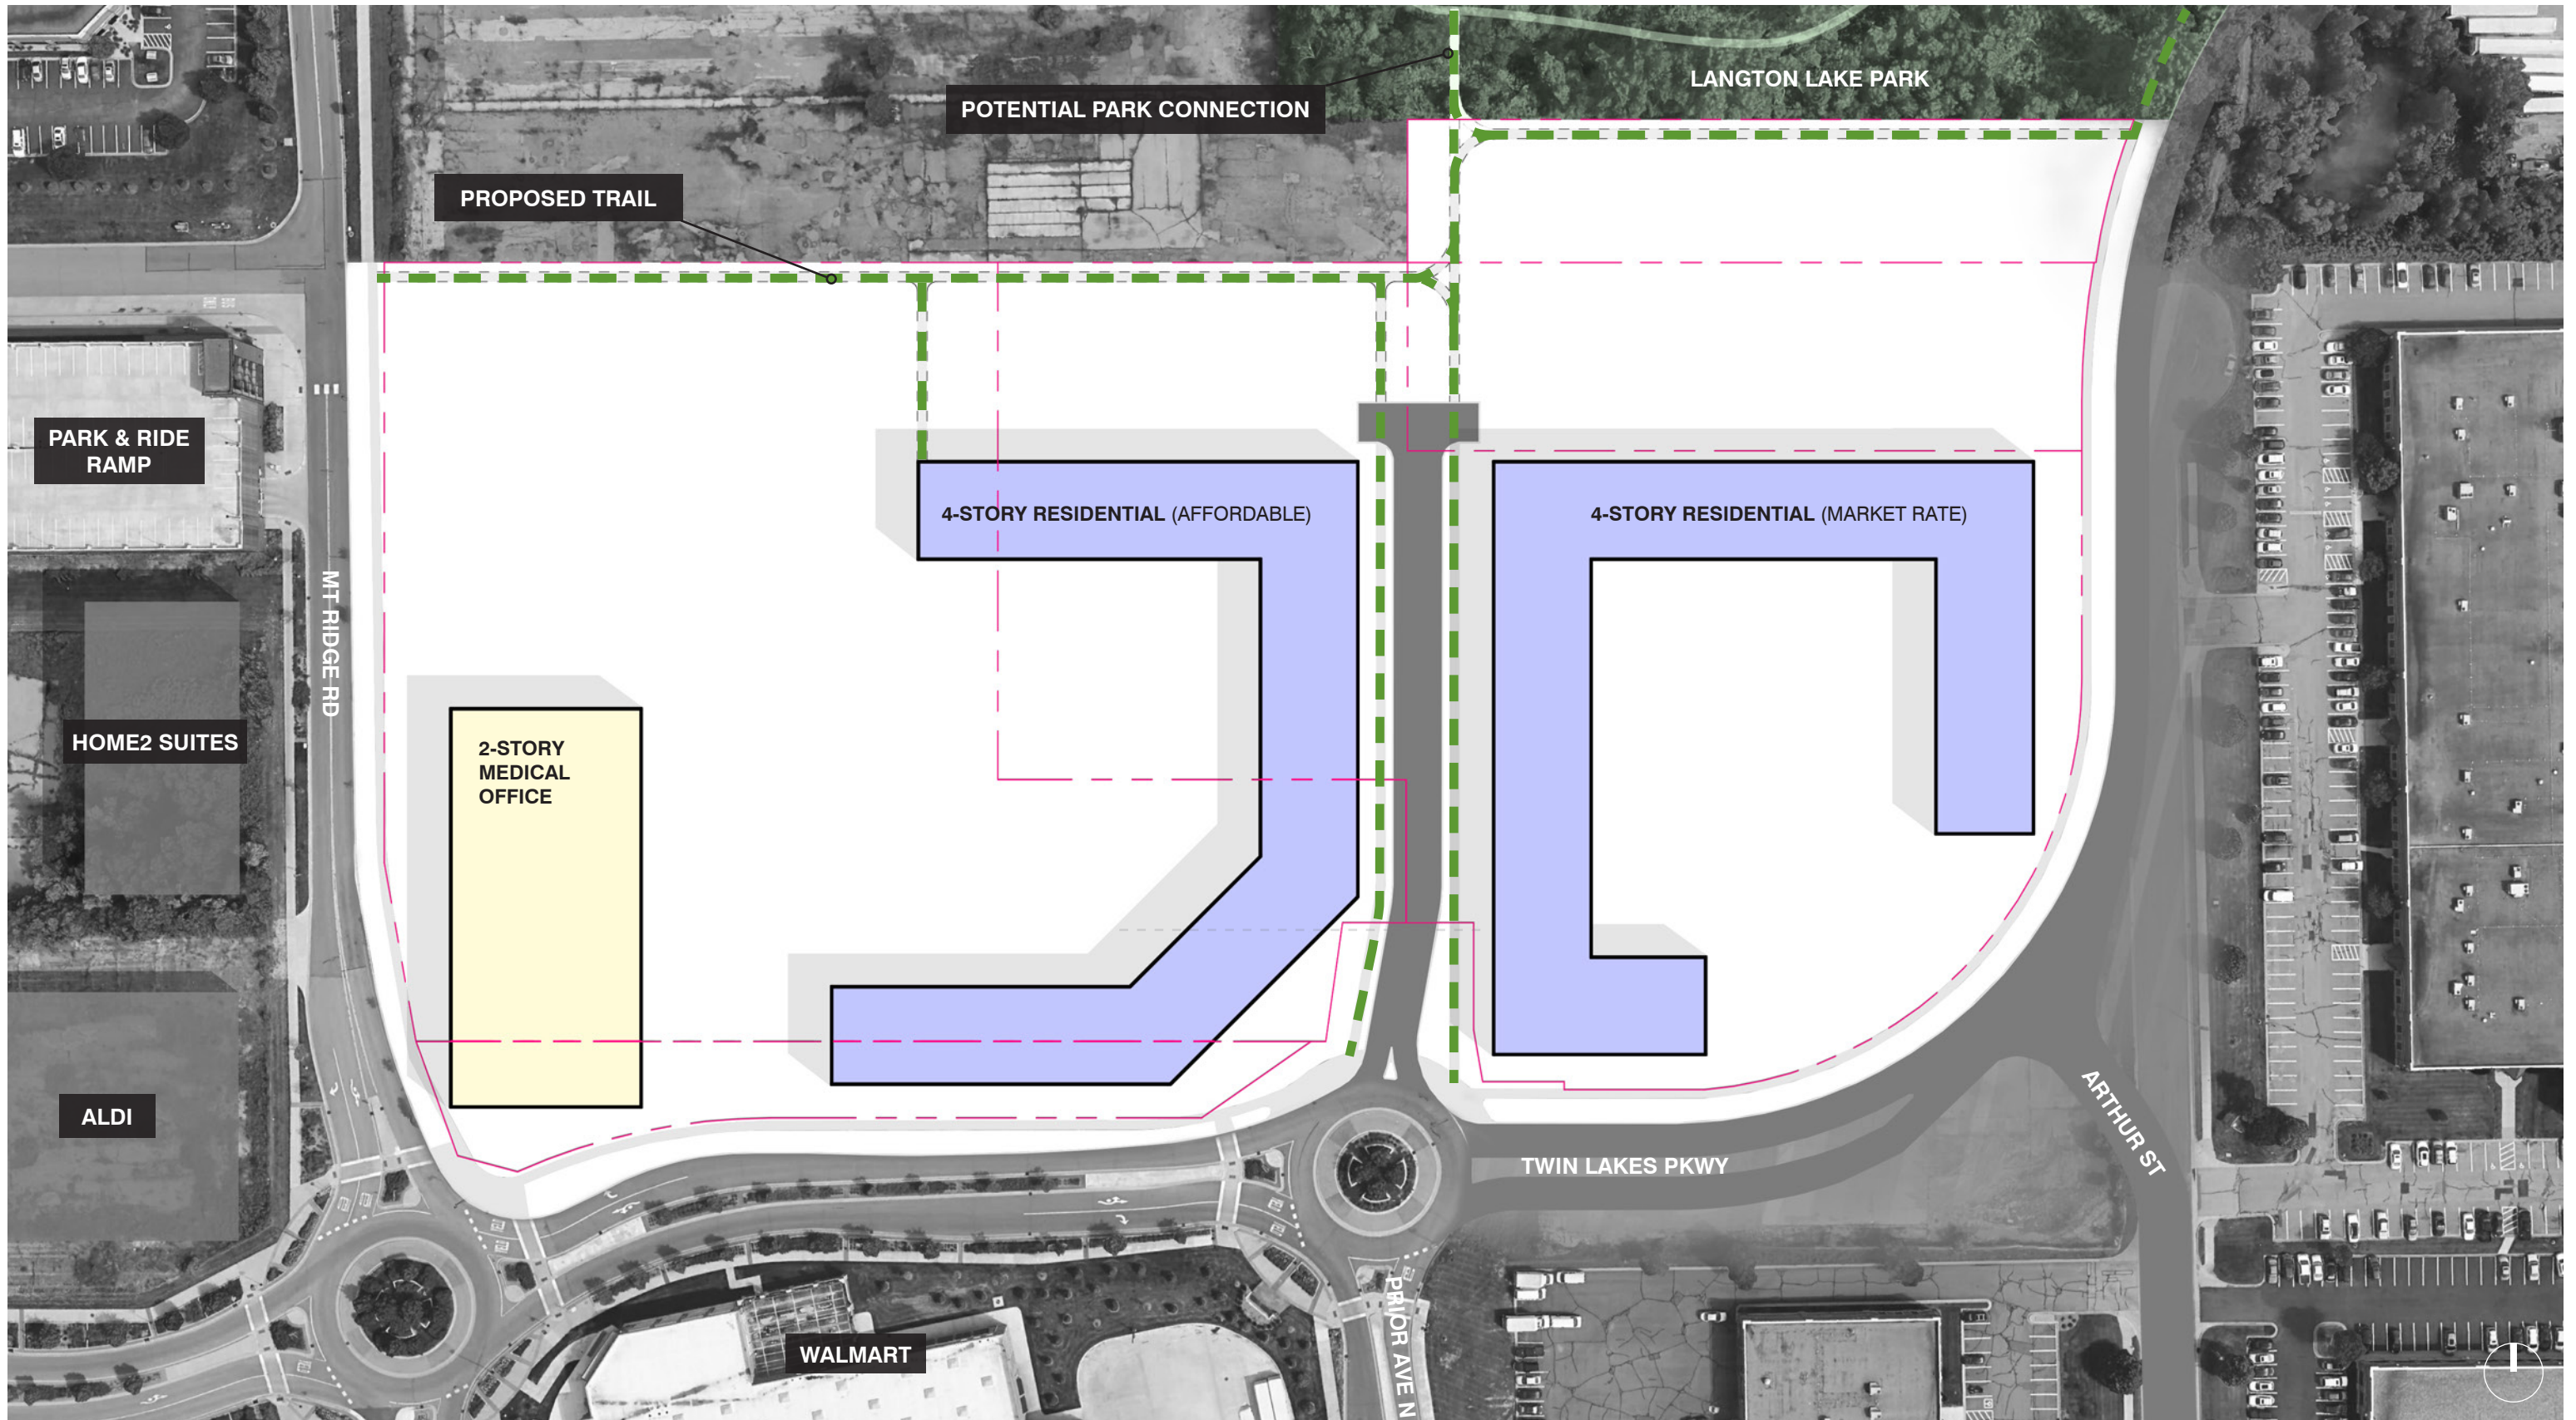 LANGTON LAKE PARK
POTENTIAL PARK CONNECTION
PROPOSED TRAIL
PARK & RIDE
RAMP
4-STORY RESIDENTIAL (AFFORDABLE)
4-STORY RESIDENTIAL (MARKET RATE)
MT RIDGE RD
HOME2 SUITES
2-STORY
MEDICAL
OFFICE
ALDI
ARTHUR ST
TWIN LAKES PKWY
PRIOR AVE N
WALMART